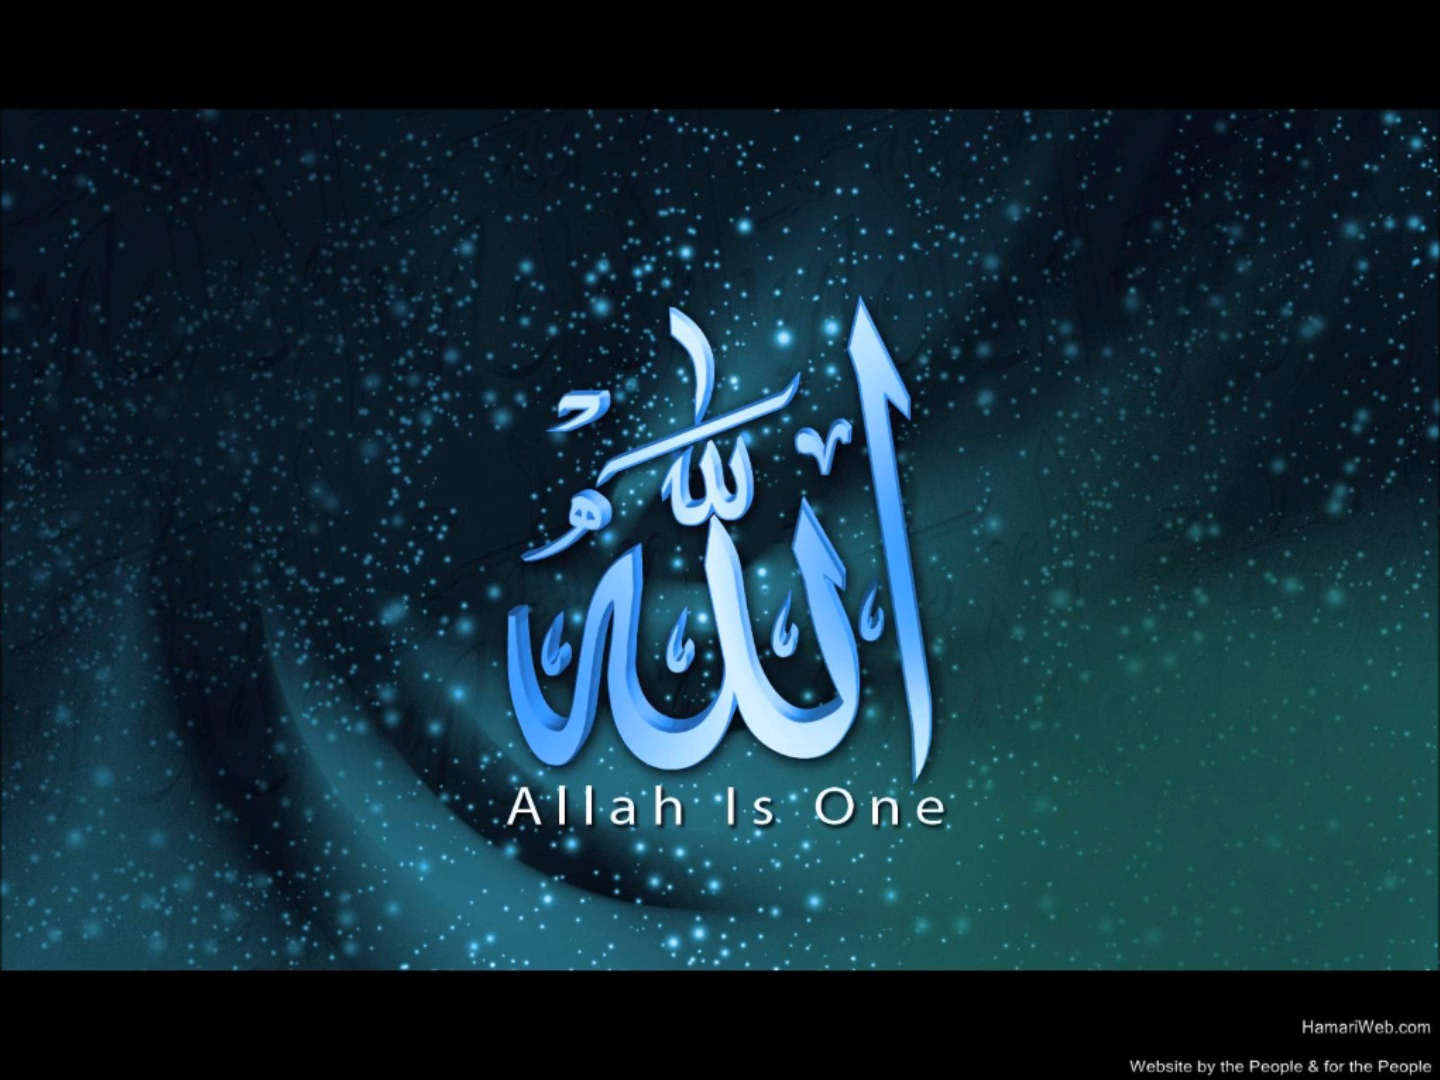 الله
Allah Is One
HamariWeb.com
Website by the People & for the People